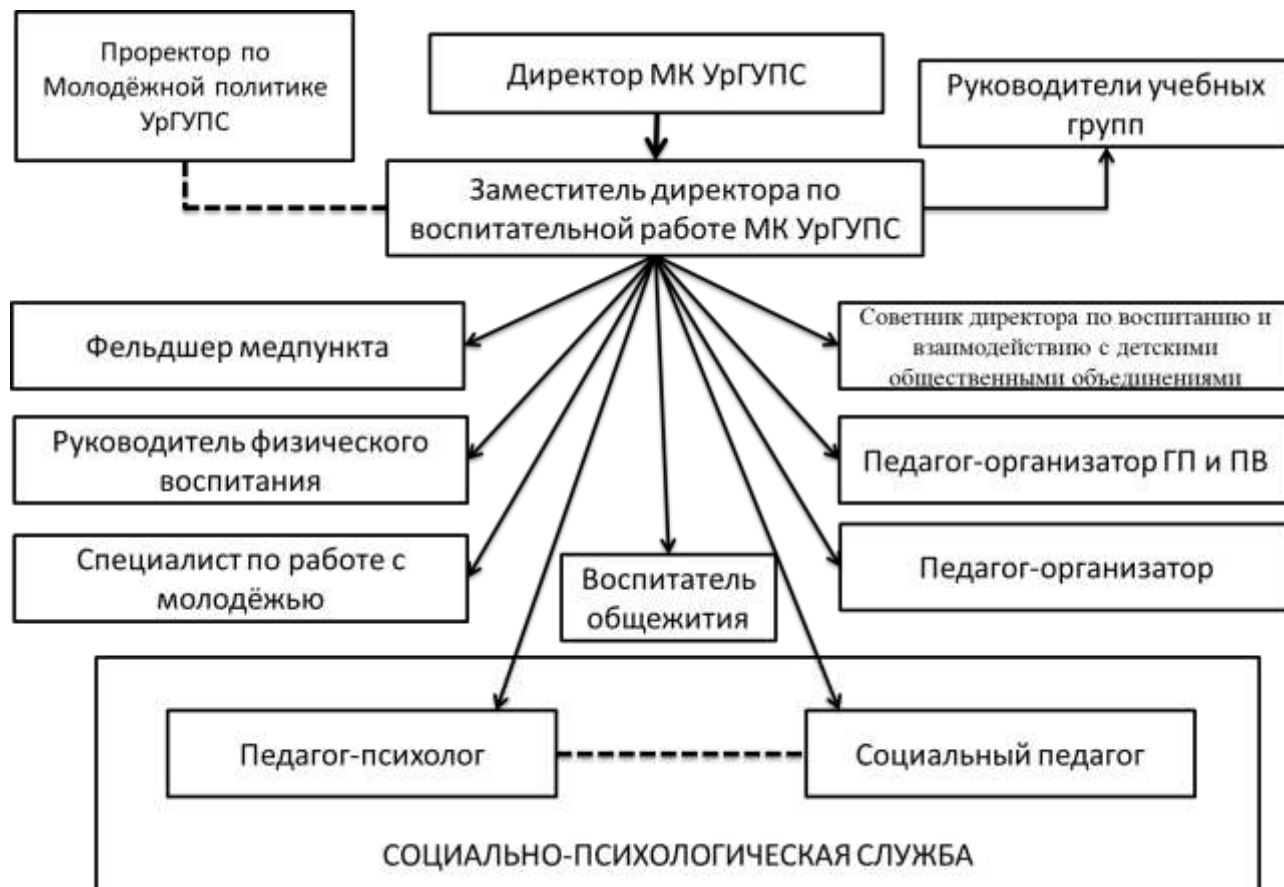 Проректор по
Молодёжной политике
УрГУПС
Директор МК УрГУПС
Руководители учебных
групп
Заместитель директора по
воспитательной работе МК УрГУПС
Фельдшер медпункта
Советник директора по воспитанию и
взаимодействию с детскими
общественными объединениями
Руководитель физического
воспитания
Педагог-организатор ГП и ПВ
Специалист по работе с
молодёжью
Воспитатель
общежития
Педагог-организатор
Педагог-психолог
Социальный педагог
СОЦИАЛЬНО-ПСИХОЛОГИЧЕСКАЯ СЛУЖБА